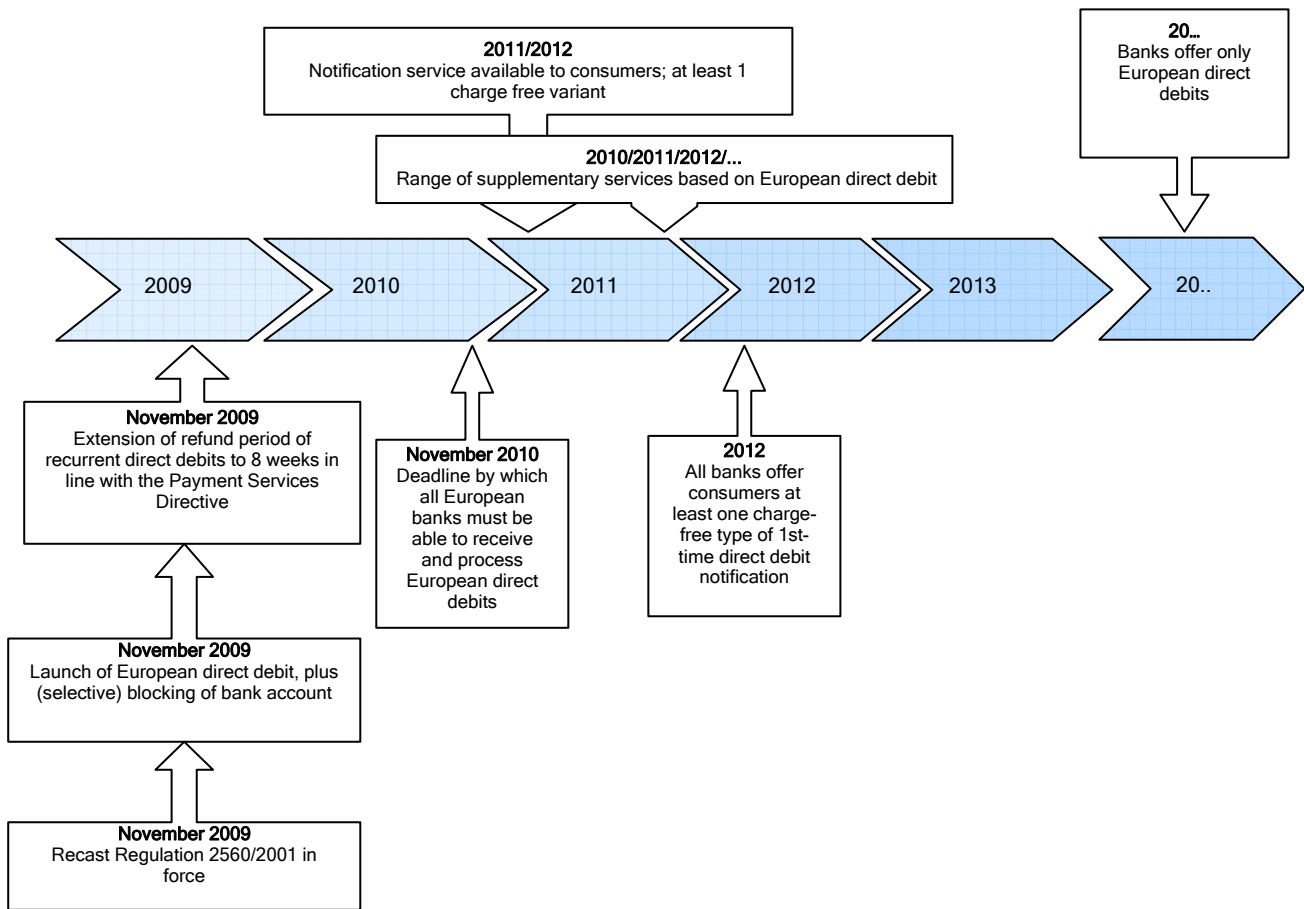 2011/2012
Notification service available to consumers; at least 1
charge free variant
20...
Banks offer only
European direct
debits
2010/2011/2012/...
Range of supplementary services based on European direct debit
2009
2010
2011
2012
2013
20..
November 2009
Extension of refund period of
recurrent direct debits to 8 weeks in
line with the Payment Services
Directive
November 2010
Deadline by which
all European
banks must be
able to receive
and process
European direct
debits
2012
All banks offer
consumers at
least one charge-
free type of 1st-
time direct debit
notification
November 2009
Launch of European direct debit, plus
(selective) blocking of bank account
November 2009
Recast Regulation 2560/2001 in
force